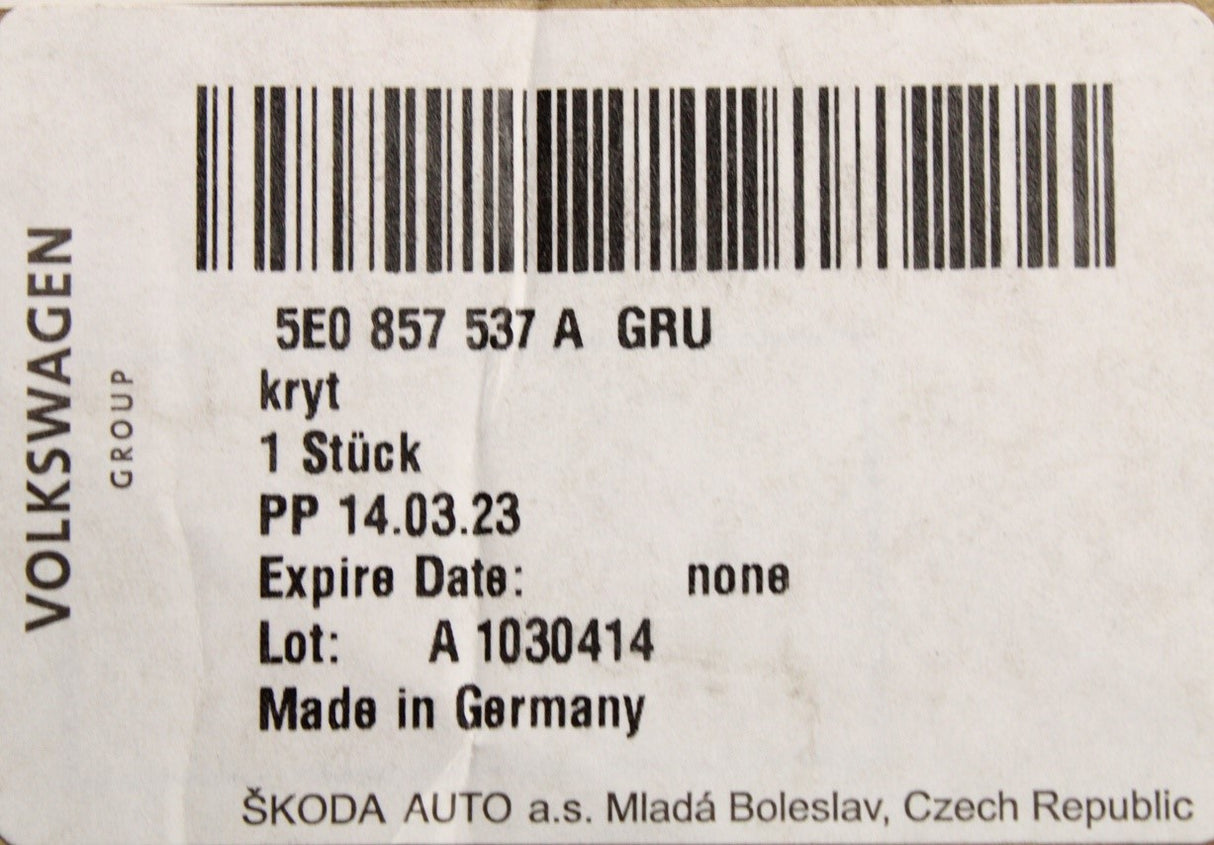 VOLKSWAGEN
GROUP
5E0 857 537 A GRU
kryt
1 Stück
PP 14.03.23
Expire Date: none
Lot: A 1030414
Made in Germany
ŠKODA AUTO a.s. Mladá Boleslav, Czech Republic